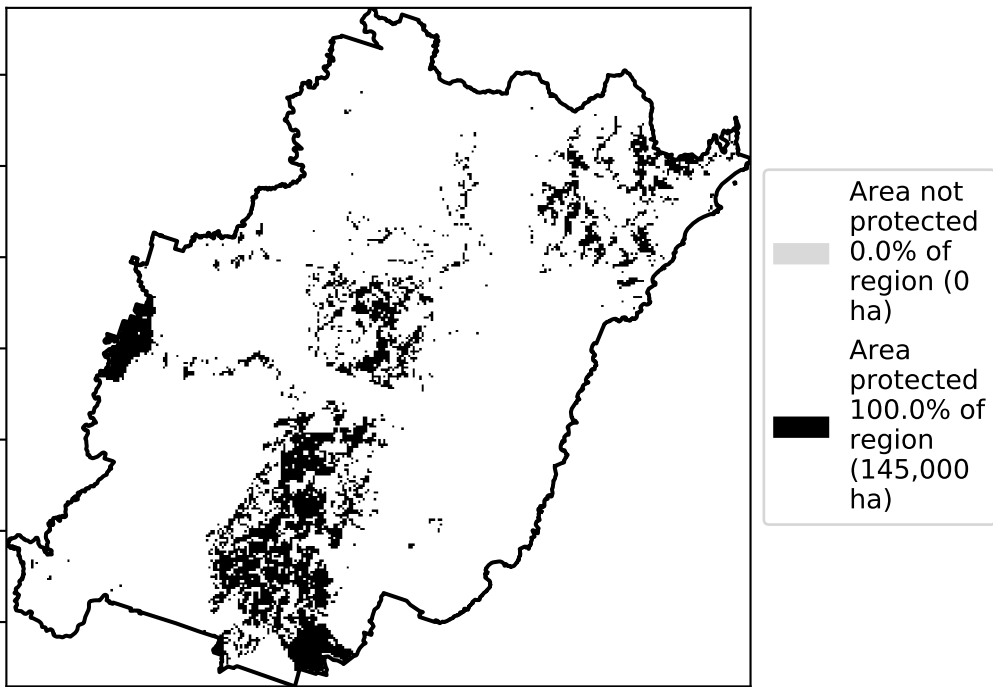 Area not
protected
0.0% of
region (0
ha)
Area
protected
100.0% of
region
(145,000
ha)